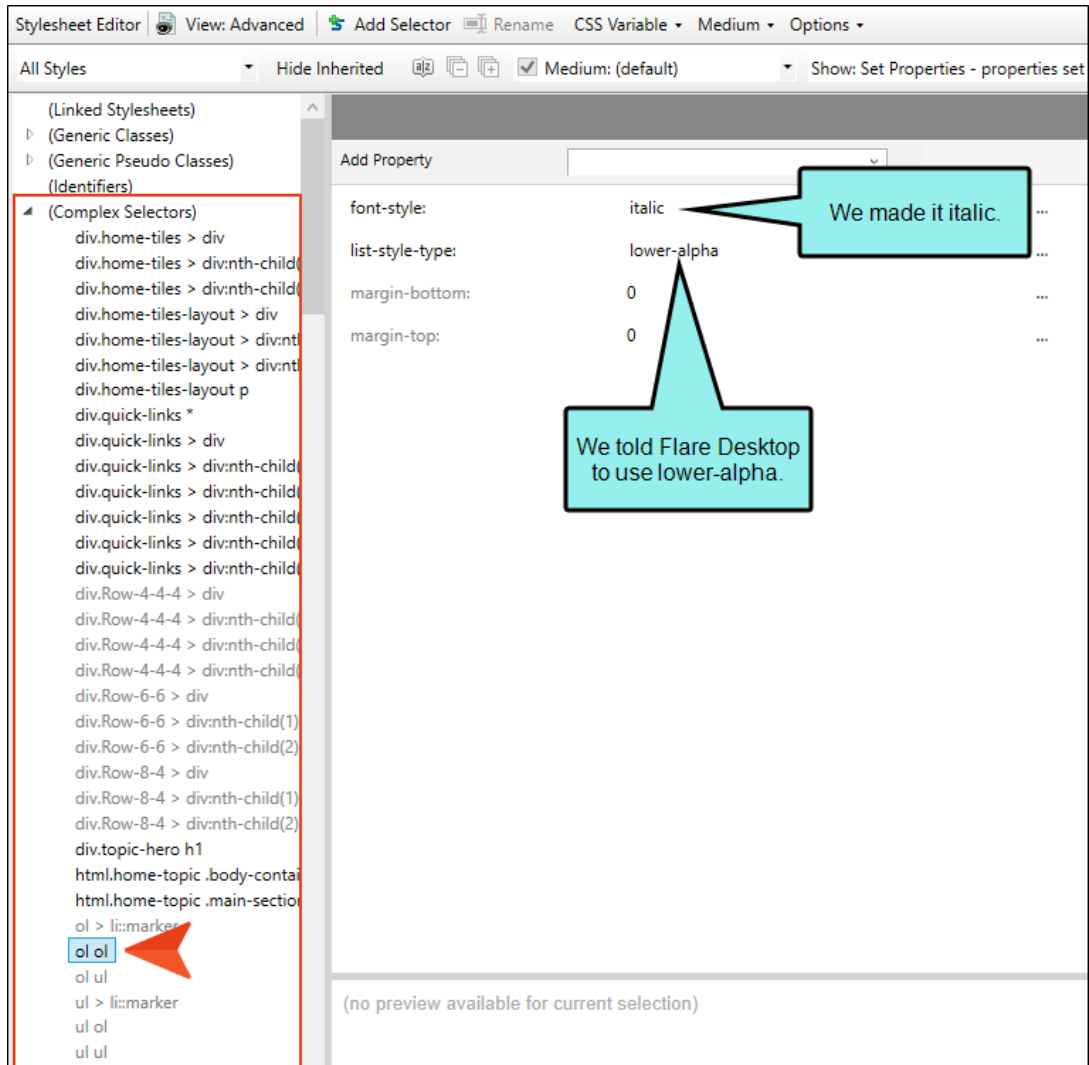 Stylesheet Editor View: Advanced Add Selector Rename CSS Variable Medium Options
All Styles Hide Inherited Medium: (default) Show: Set Properties - properties set
(Linked Stylesheets)
(Generic Classes)
(Generic Pseudo Classes)
(Identifiers)
(Complex Selectors)
div.home-tiles > div
div.home-tiles > div:nth-child(
div.home-tiles > div:nth-child(
div.home-tiles-layout > div
div.home-tiles-layout > div:ntl
div.home-tiles-layout > div:ntl
div.home-tiles-layout p
div.quick-links *
div.quick-links > div
div.quick-links > div:nth-child(
div.quick-links > div:nth-child(
div.quick-links > div:nth-child(
div.quick-links > div:nth-child(
div.quick-links > div:nth-child(
div.Row-4-4-4 > div
div.Row-4-4-4 > div:nth-child(
div.Row-4-4-4 > div:nth-child(
div.Row-4-4-4 > div:nth-child(
div.Row-6-6 > div
div.Row-6-6 > div:nth-child(1)
div.Row-6-6 > div:nth-child(2)
div.Row-8-4 > div
div.Row-8-4 > div:nth-child(1)
div.Row-8-4 > div:nth-child(2)
div.topic-hero h1
html.home-topic .body-contai
html.home-topic .main-section
ol > li::marker
ol ol
ol ul
ul > li::marker
ul ol
ul ul
Add Property
font-style: italic ...
list-style-type: lower-alpha ...
margin-bottom: 0 ...
margin-top: 0 ...
We made it italic.
We told Flare Desktop
to use lower-alpha.
(no preview available for current selection)